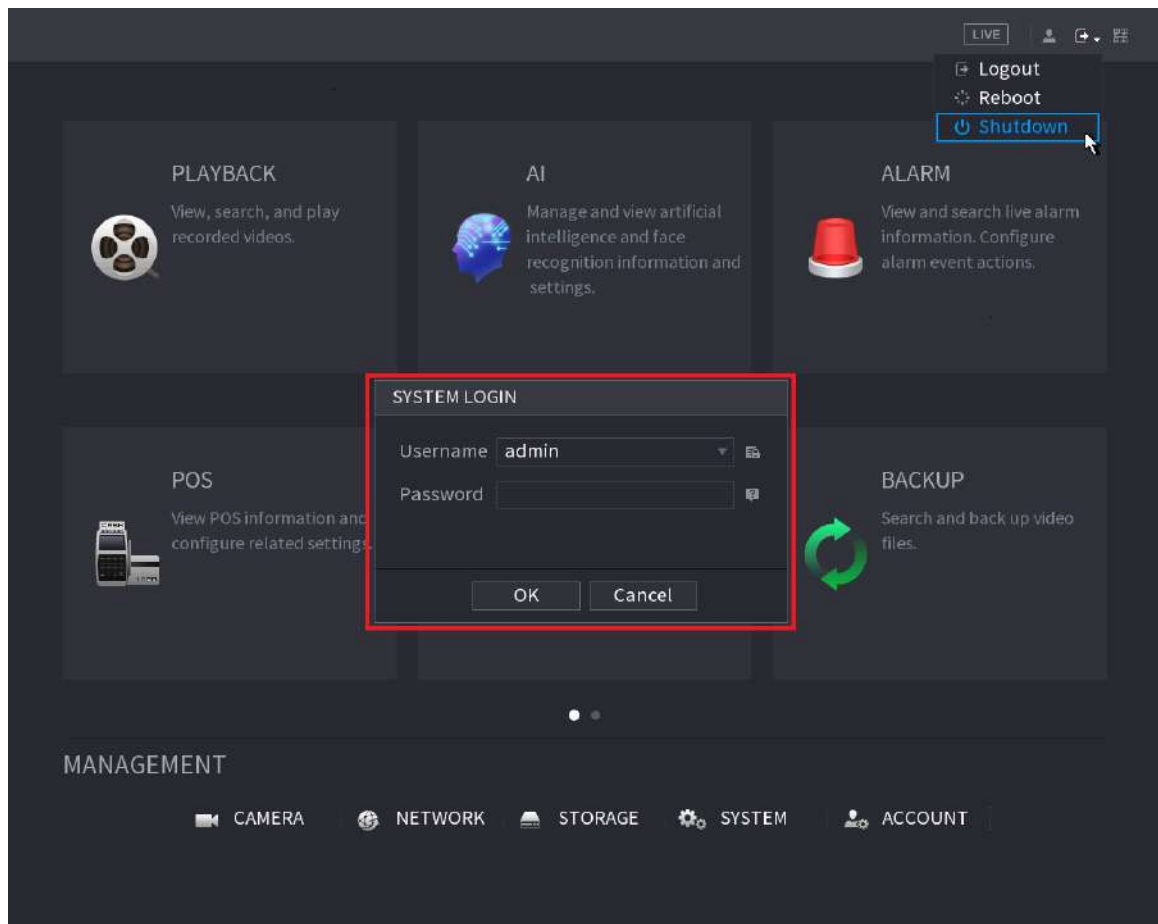 LIVE
Logout
Reboot
Shutdown
PLAYBACK
View, search, and play
recorded videos.
AI
Manage and view artificial
intelligence and face
recognition information and
settings.
ALARM
View and search live alarm
information. Configure
alarm event actions.
SYSTEM LOGIN
Username admin
Password
OK Cancel
POS
View POS information and
configure related settings.
BACKUP
Search and back up video
files.
MANAGEMENT
CAMERA NETWORK STORAGE SYSTEM ACCOUNT